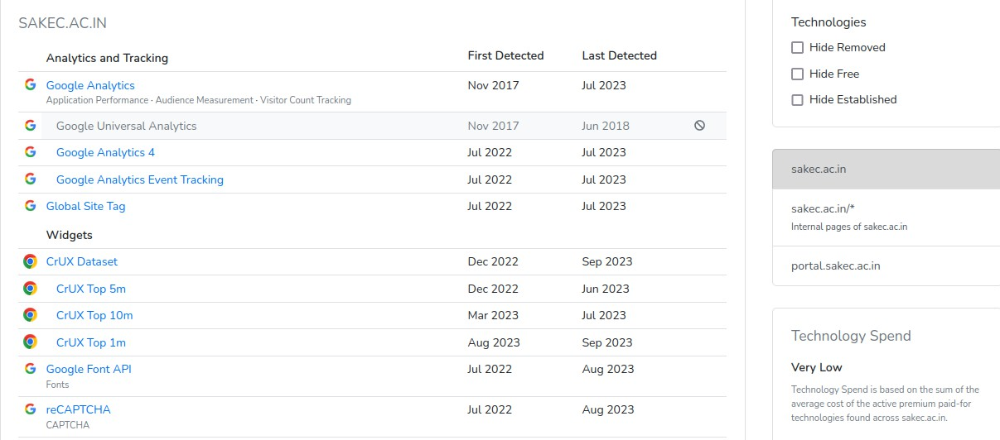 SAKEC.AC.IN
Analytics and Tracking First Detected Last Detected
Google Analytics Nov 2017 Jul 2023
Application Performance · Audience Measurement · Visitor Count Tracking
Google Universal Analytics Nov 2017 Jun 2018
Google Analytics 4 Jul 2022 Jul 2023
Google Analytics Event Tracking Jul 2022 Jul 2023
Global Site Tag Jul 2022 Jul 2023
Widgets
CrUX Dataset Dec 2022 Sep 2023
CrUX Top 5m Dec 2022 Jun 2023
CrUX Top 10m Mar 2023 Jul 2023
CrUX Top 1m Aug 2023 Sep 2023
Google Font API Jul 2022 Aug 2023
Fonts
reCAPTCHA Jul 2022 Aug 2023
CAPTCHA
Technologies
Hide Removed
Hide Free
Hide Established
sakec.ac.in
sakec.ac.in/*
Internal pages of sakec.ac.in
portal.sakec.ac.in
Technology Spend
Very Low
Technology Spend is based on the sum of the
average cost of the active premium paid-for
technologies found across sakec.ac.in.